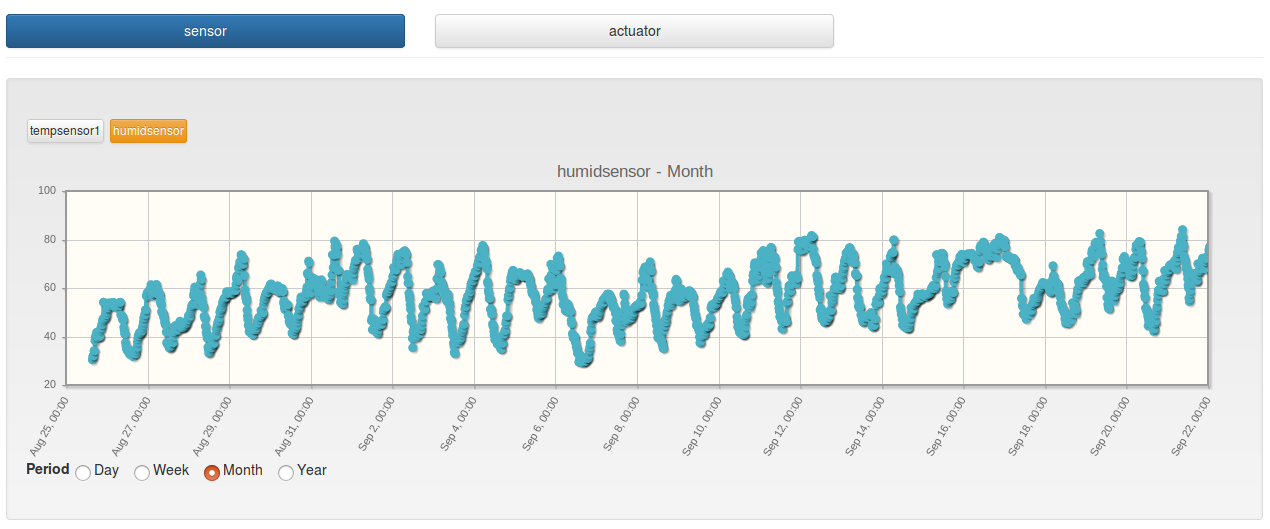 sensor actuator
tempsensor1 humidsensor
humidsensor - Month
100
80
60
40
20
Aug 25, 00:00 Aug 27, 00:00 Aug 29, 00:00 Aug 31, 00:00 Sep 2, 00:00 Sep 4, 00:00 Sep 6, 00:00 Sep 8, 00:00 Sep 10, 00:00 Sep 12, 00:00 Sep 14, 00:00 Sep 16, 00:00 Sep 18, 00:00 Sep 20, 00:00 Sep 22, 00:00
Period Day Week Month Year